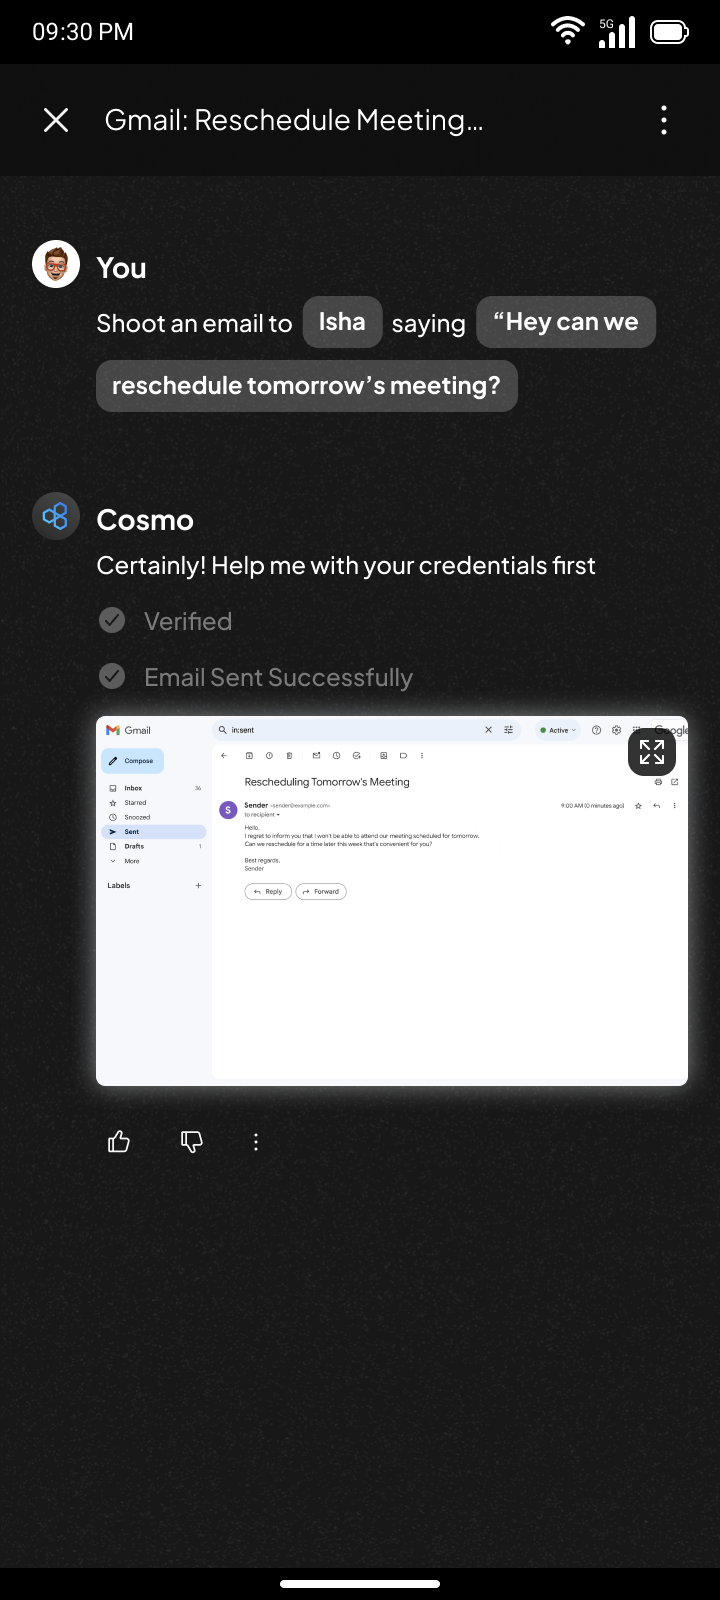 09:30 PM
5G
Gmail: Reschedule Meeting...
You
Shoot an email to Isha saying “Hey can we
reschedule tomorrow’s meeting?
Cosmo
Certainly! Help me with your credentials first
Verified
Email Sent Successfully
Gmail
in:sent
Active
Google
Compose
Inbox 36
Starred
Snoozed
Sent
Drafts 1
More
Labels +
Rescheduling Tomorrow's Meeting
S
Sender <sender@example.com> 9:00 AM (0 minutes ago)
to recipient
Hello,
I regret to inform you that I won't be able to attend our meeting scheduled for tomorrow.
Can we reschedule for a time later this week that's convenient for you?
Best regards,
Sender
Reply
Forward